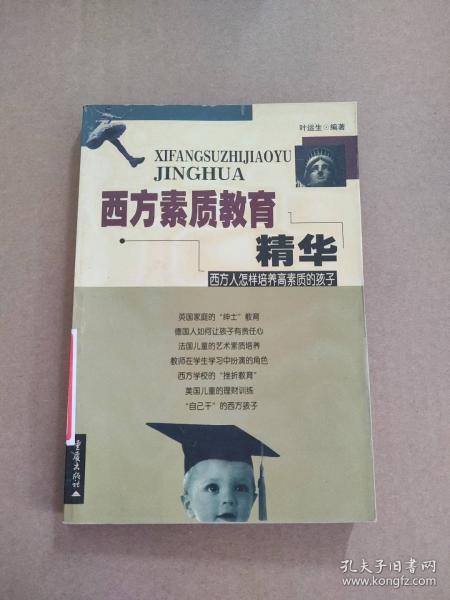 叶运生⊙编著
XIFANGSUZHIJIAOYU
JINGHUA
西方素质教育
精华
西方人怎样培养高素质的孩子
英国家庭的“绅士”教育
德国人如何让孩子有责任心
法国儿童的艺术素质培养
教师在学生学习中扮演的角色
西方学校的“挫折教育”
美国儿童的理财训练
“自己干”的西方孩子
重庆出版社
孔夫子旧书网
www.kongfz.com